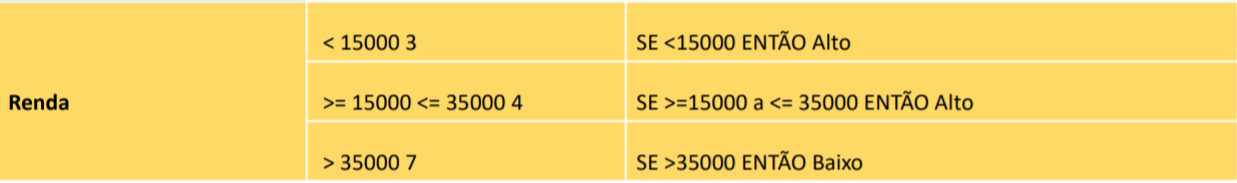 < 15000 3
SE <15000 ENTÃO Alto
Renda
>= 15000 <= 35000 4
SE >=15000 a <= 35000 ENTÃO Alto
> 35000 7
SE >35000 ENTÃO Baixo